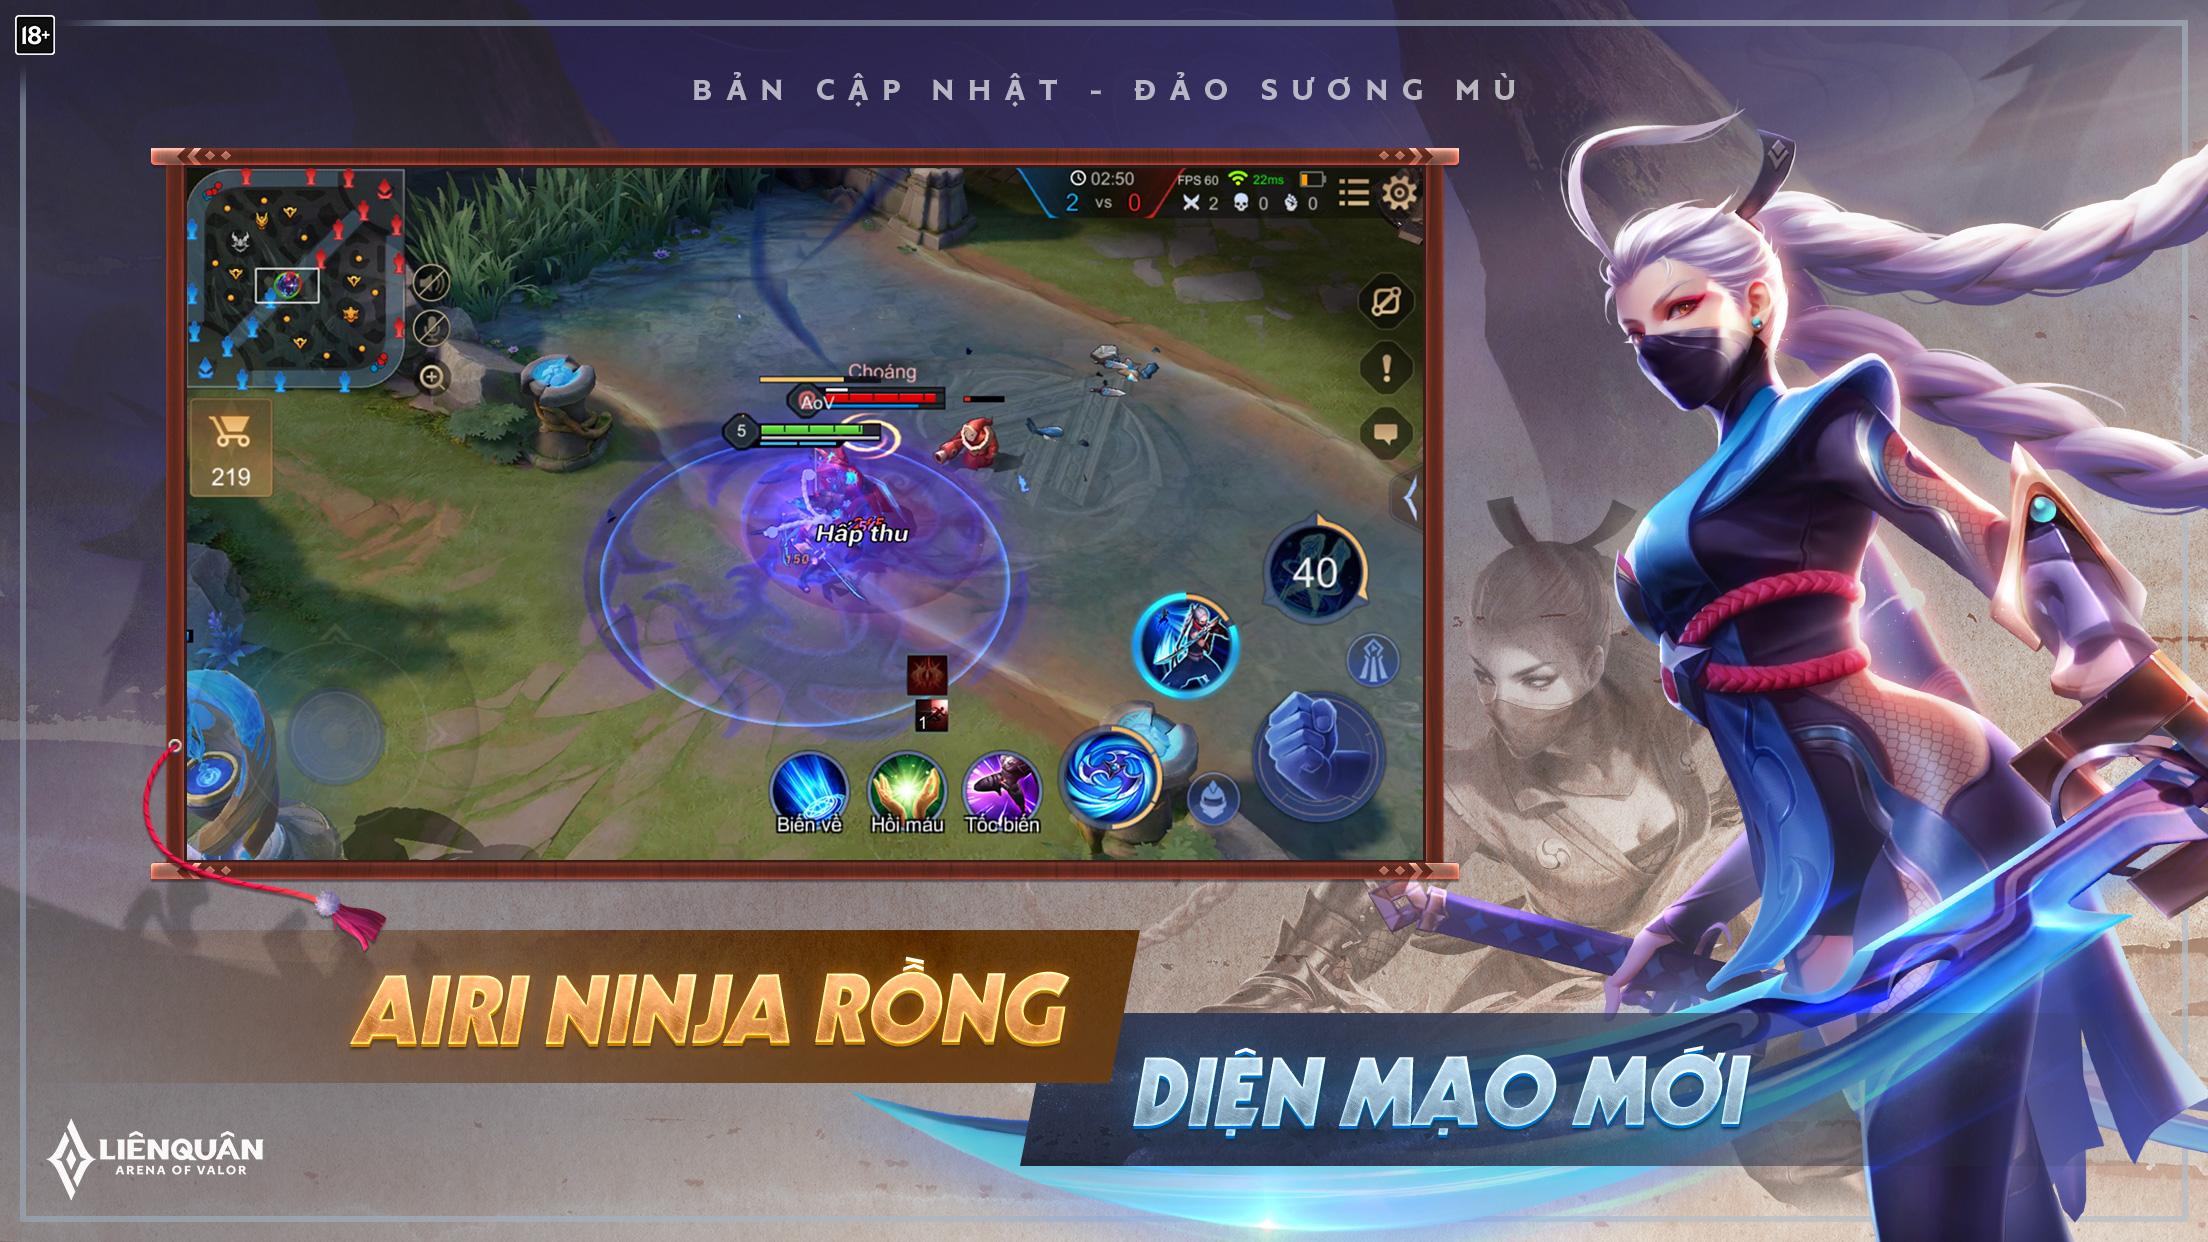 18+
BẢN CẬP NHẬT - ĐẢO SƯƠNG MÙ
02:50
FPS 60 22ms
2 vs 0
2 0 0
219
Choáng
AoV
5
Hấp thu
150
40
1
Biến về Hồi máu Tốc biến
AIRI NINJA RỒNG
DIỆN MẠO MỚI
LIÊNQUÂN
ARENA OF VALOR